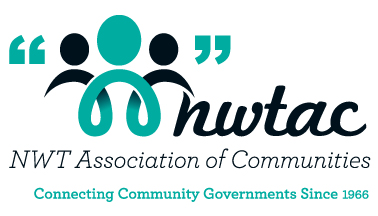 “ ”
nwtac
NWT Association of Communities
Connecting Community Governments Since 1966